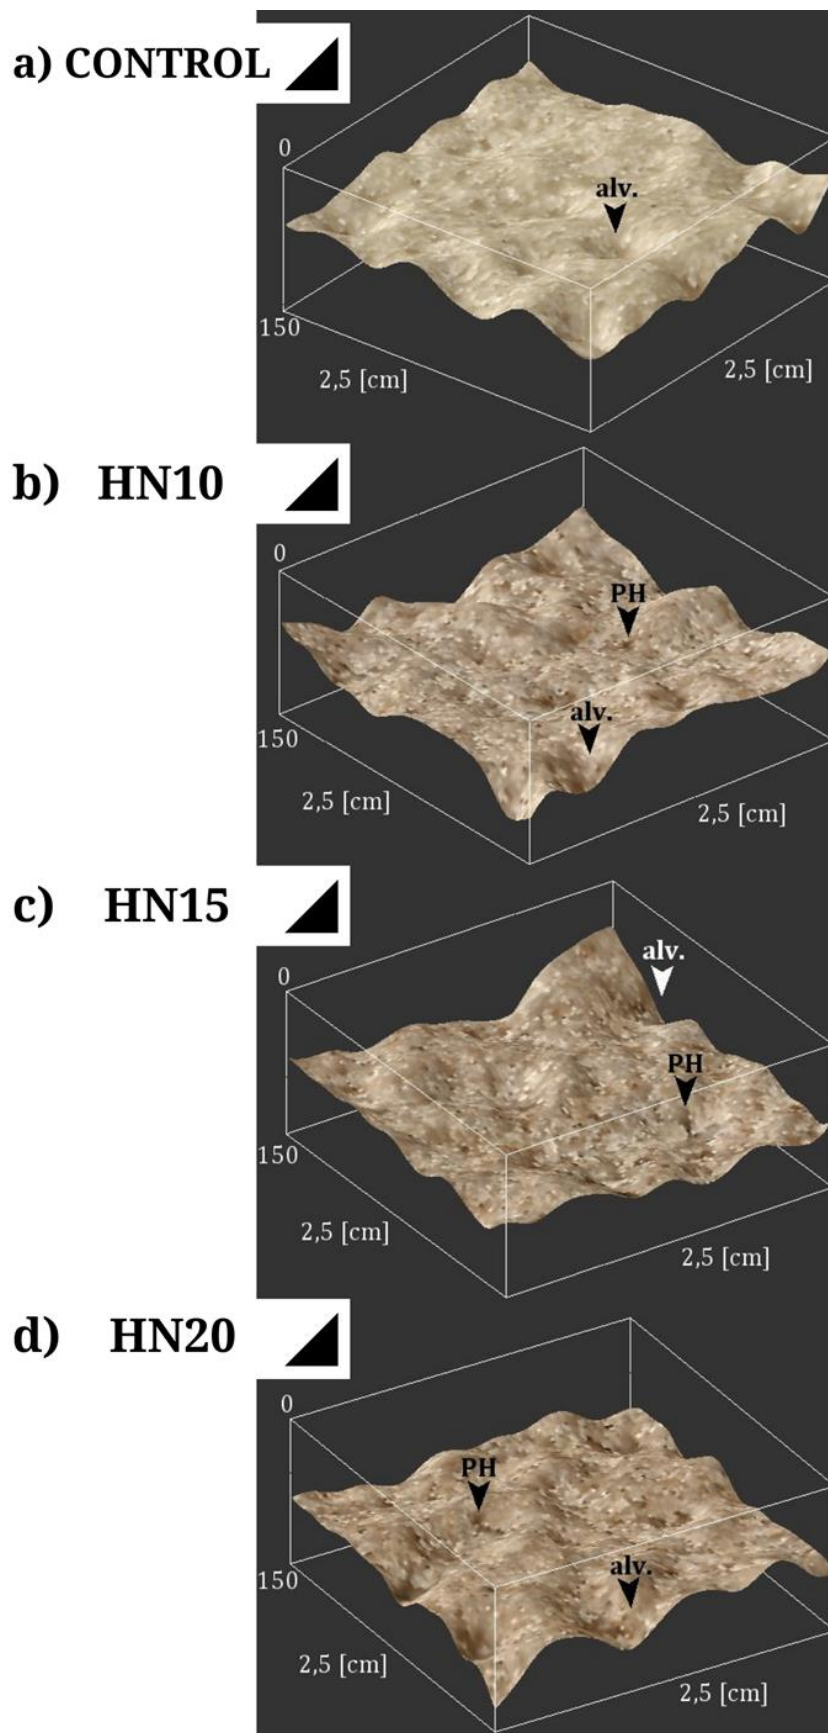 a) CONTROL
0
alv.
150
2,5 [cm]
2,5 [cm]
b) HN10
0
PH
alv.
150
2,5 [cm]
2,5 [cm]
c) HN15
0
alv.
PH
150
2,5 [cm]
2,5 [cm]
d) HN20
0
PH
alv.
150
2,5 [cm]
2,5 [cm]